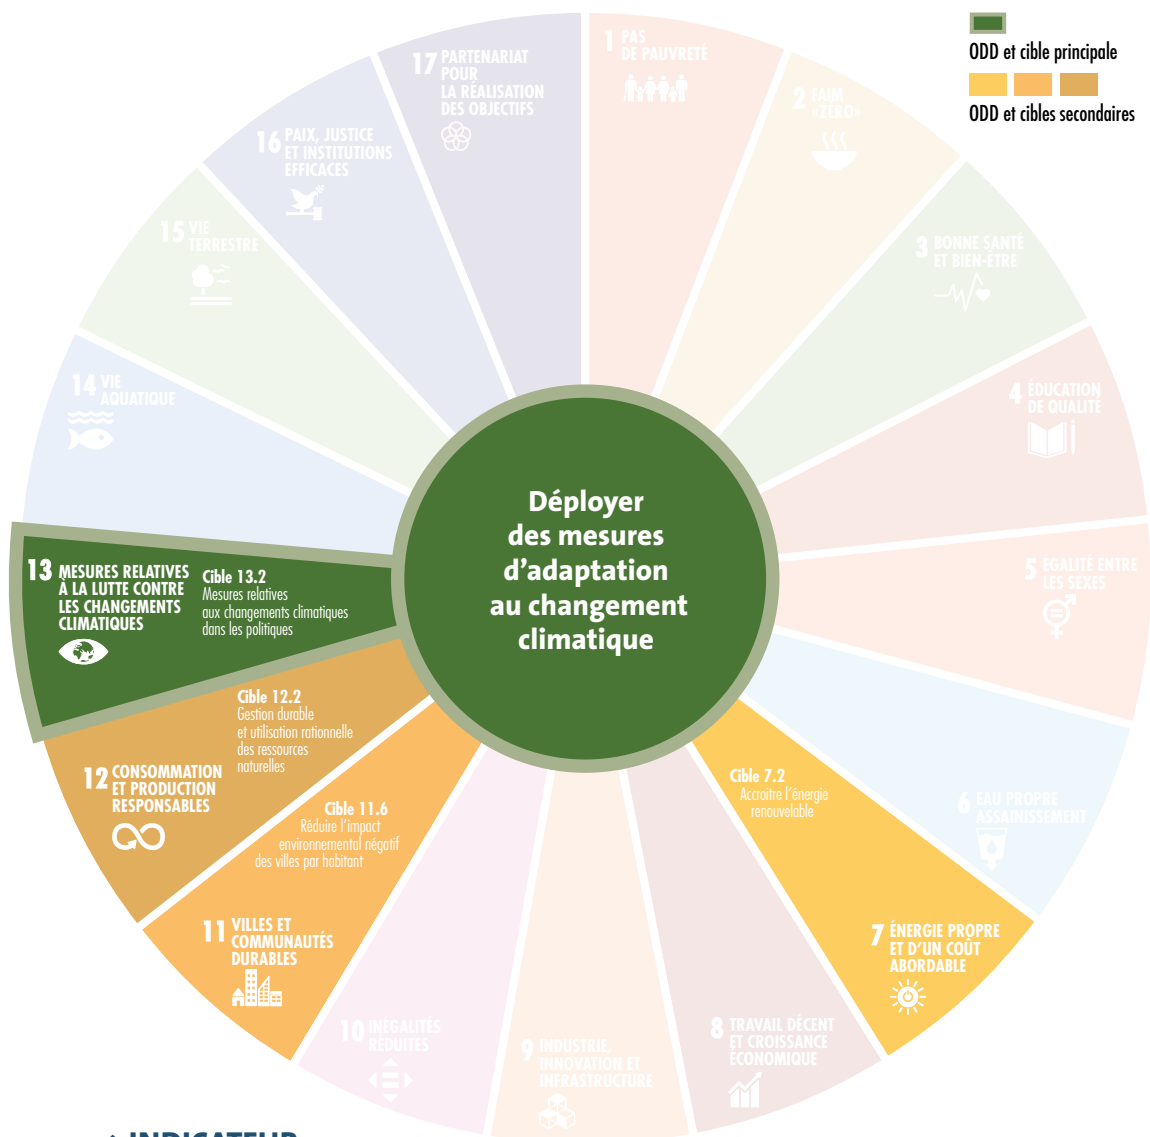 ODD et cible principale
ODD et cibles secondaires
1 PAS
DE PAUVRETÉ
2 FAIM
«ZÉRO»
3 BONNE SANTÉ
ET BIEN-ÊTRE
4 ÉDUCATION
DE QUALITÉ
5 ÉGALITÉ ENTRE
LES SEXES
6 EAU PROPRE
ASSAINISSEMENT
Cible 7.2
Accroitre l’énergie
renouvelable
7 ÉNERGIE PROPRE
ET D’UN COÛT
ABORDABLE
8 TRAVAIL DÉCENT
ET CROISSANCE
ÉCONOMIQUE
9 INDUSTRIE,
INNOVATION ET
INFRASTRUCTURE
10 INÉGALITÉS
RÉDUITES
Cible 11.6
Réduire l’impact
environnemental négatif
des villes par habitant
11 VILLES ET
COMMUNAUTÉS
DURABLES
Cible 12.2
Gestion durable
et utilisation rationnelle
des ressources
naturelles
12 CONSOMMATION
ET PRODUCTION
RESPONSABLES
13 MESURES RELATIVES
À LA LUTTE CONTRE
LES CHANGEMENTS
CLIMATIQUES
Cible 13.2
Mesures relatives
aux changements climatiques
dans les politiques
14 VIE
AQUATIQUE
15 VIE
TERRESTRE
16 PAIX, JUSTICE
ET INSTITUTIONS
EFFICACES
17 PARTENARIAT
POUR
LA RÉALISATION
DES OBJECTIFS
Déployer
des mesures
d’adaptation
au changement
climatique
INDICATEUR